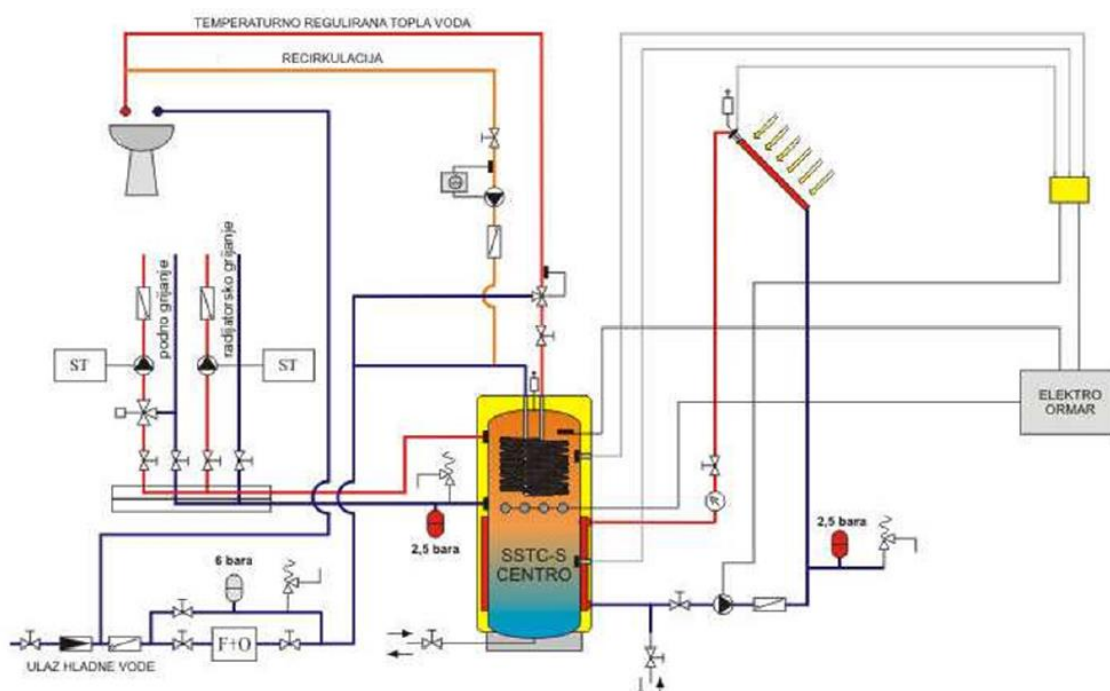 TEMPERATURNO REGULIRANA TOPLA VODA
RECIRKULACIJA
podno grijanje
radijatorsko grijanje
ST
ST
ELEKTRO
ORMAR
2,5 bara
2,5 bara
SSTC-S
CENTRO
6 bara
F+O
ULAZ HLADNE VODE